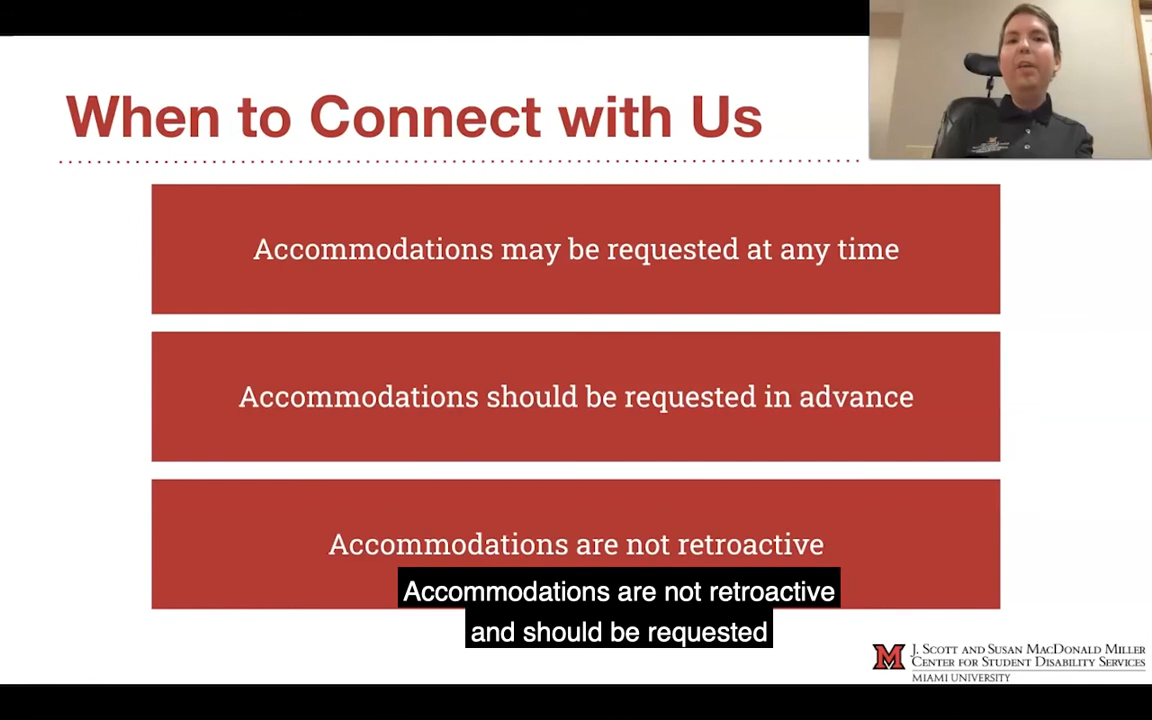 When to Connect with Us
Accommodations may be requested at any time
Accommodations should be requested in advance
Accommodations are not retroactive
Accommodations are not retroactive
and should be requested
M
J. Scott and Susan MacDonald Miller
Center for Student Disability Services
Miami University